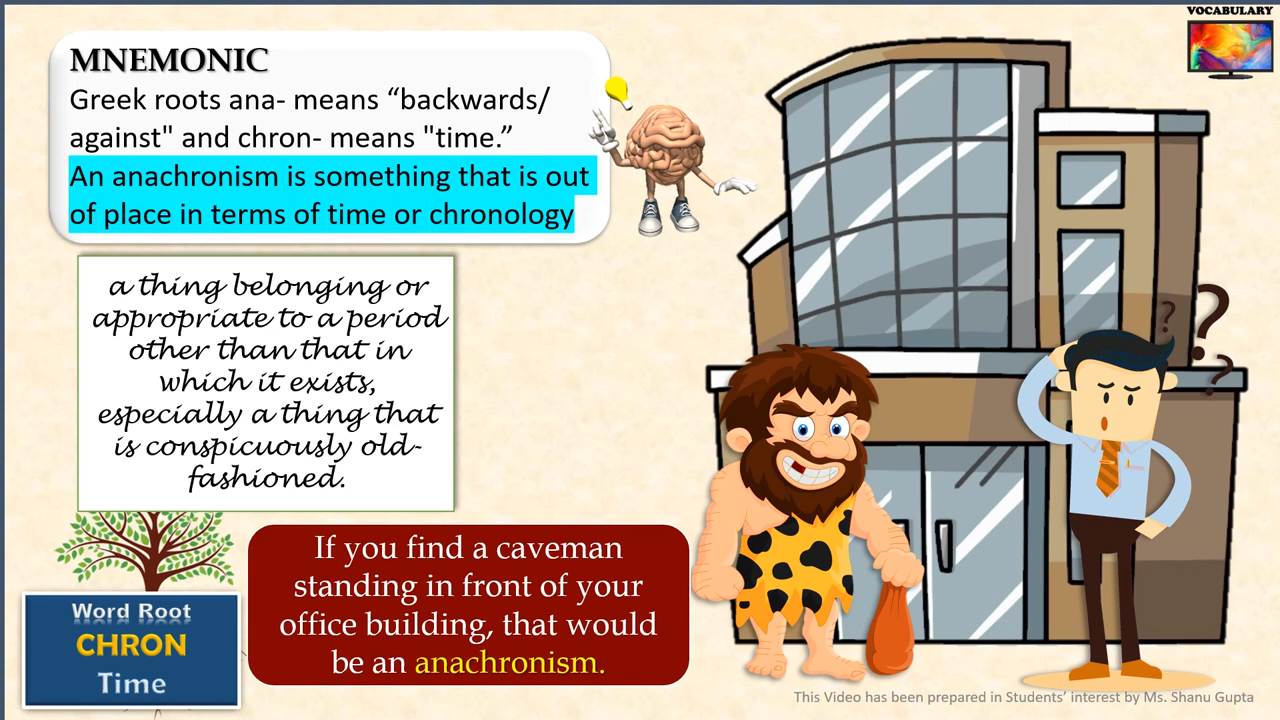 VOCABULARY
MNEMONIC
Greek roots ana- means “backwards/
against" and chron- means "time.”
An anachronism is something that is out
of place in terms of time or chronology
a thing belonging or
appropriate to a period
other than that in
which it exists,
especially a thing that
is conspicuously old-
fashioned.
If you find a caveman
standing in front of your
office building, that would
be an anachronism.
Word Root
CHRON
Time
? ? ?
This Video has been prepared in Students’ interest by Ms. Shanu Gupta